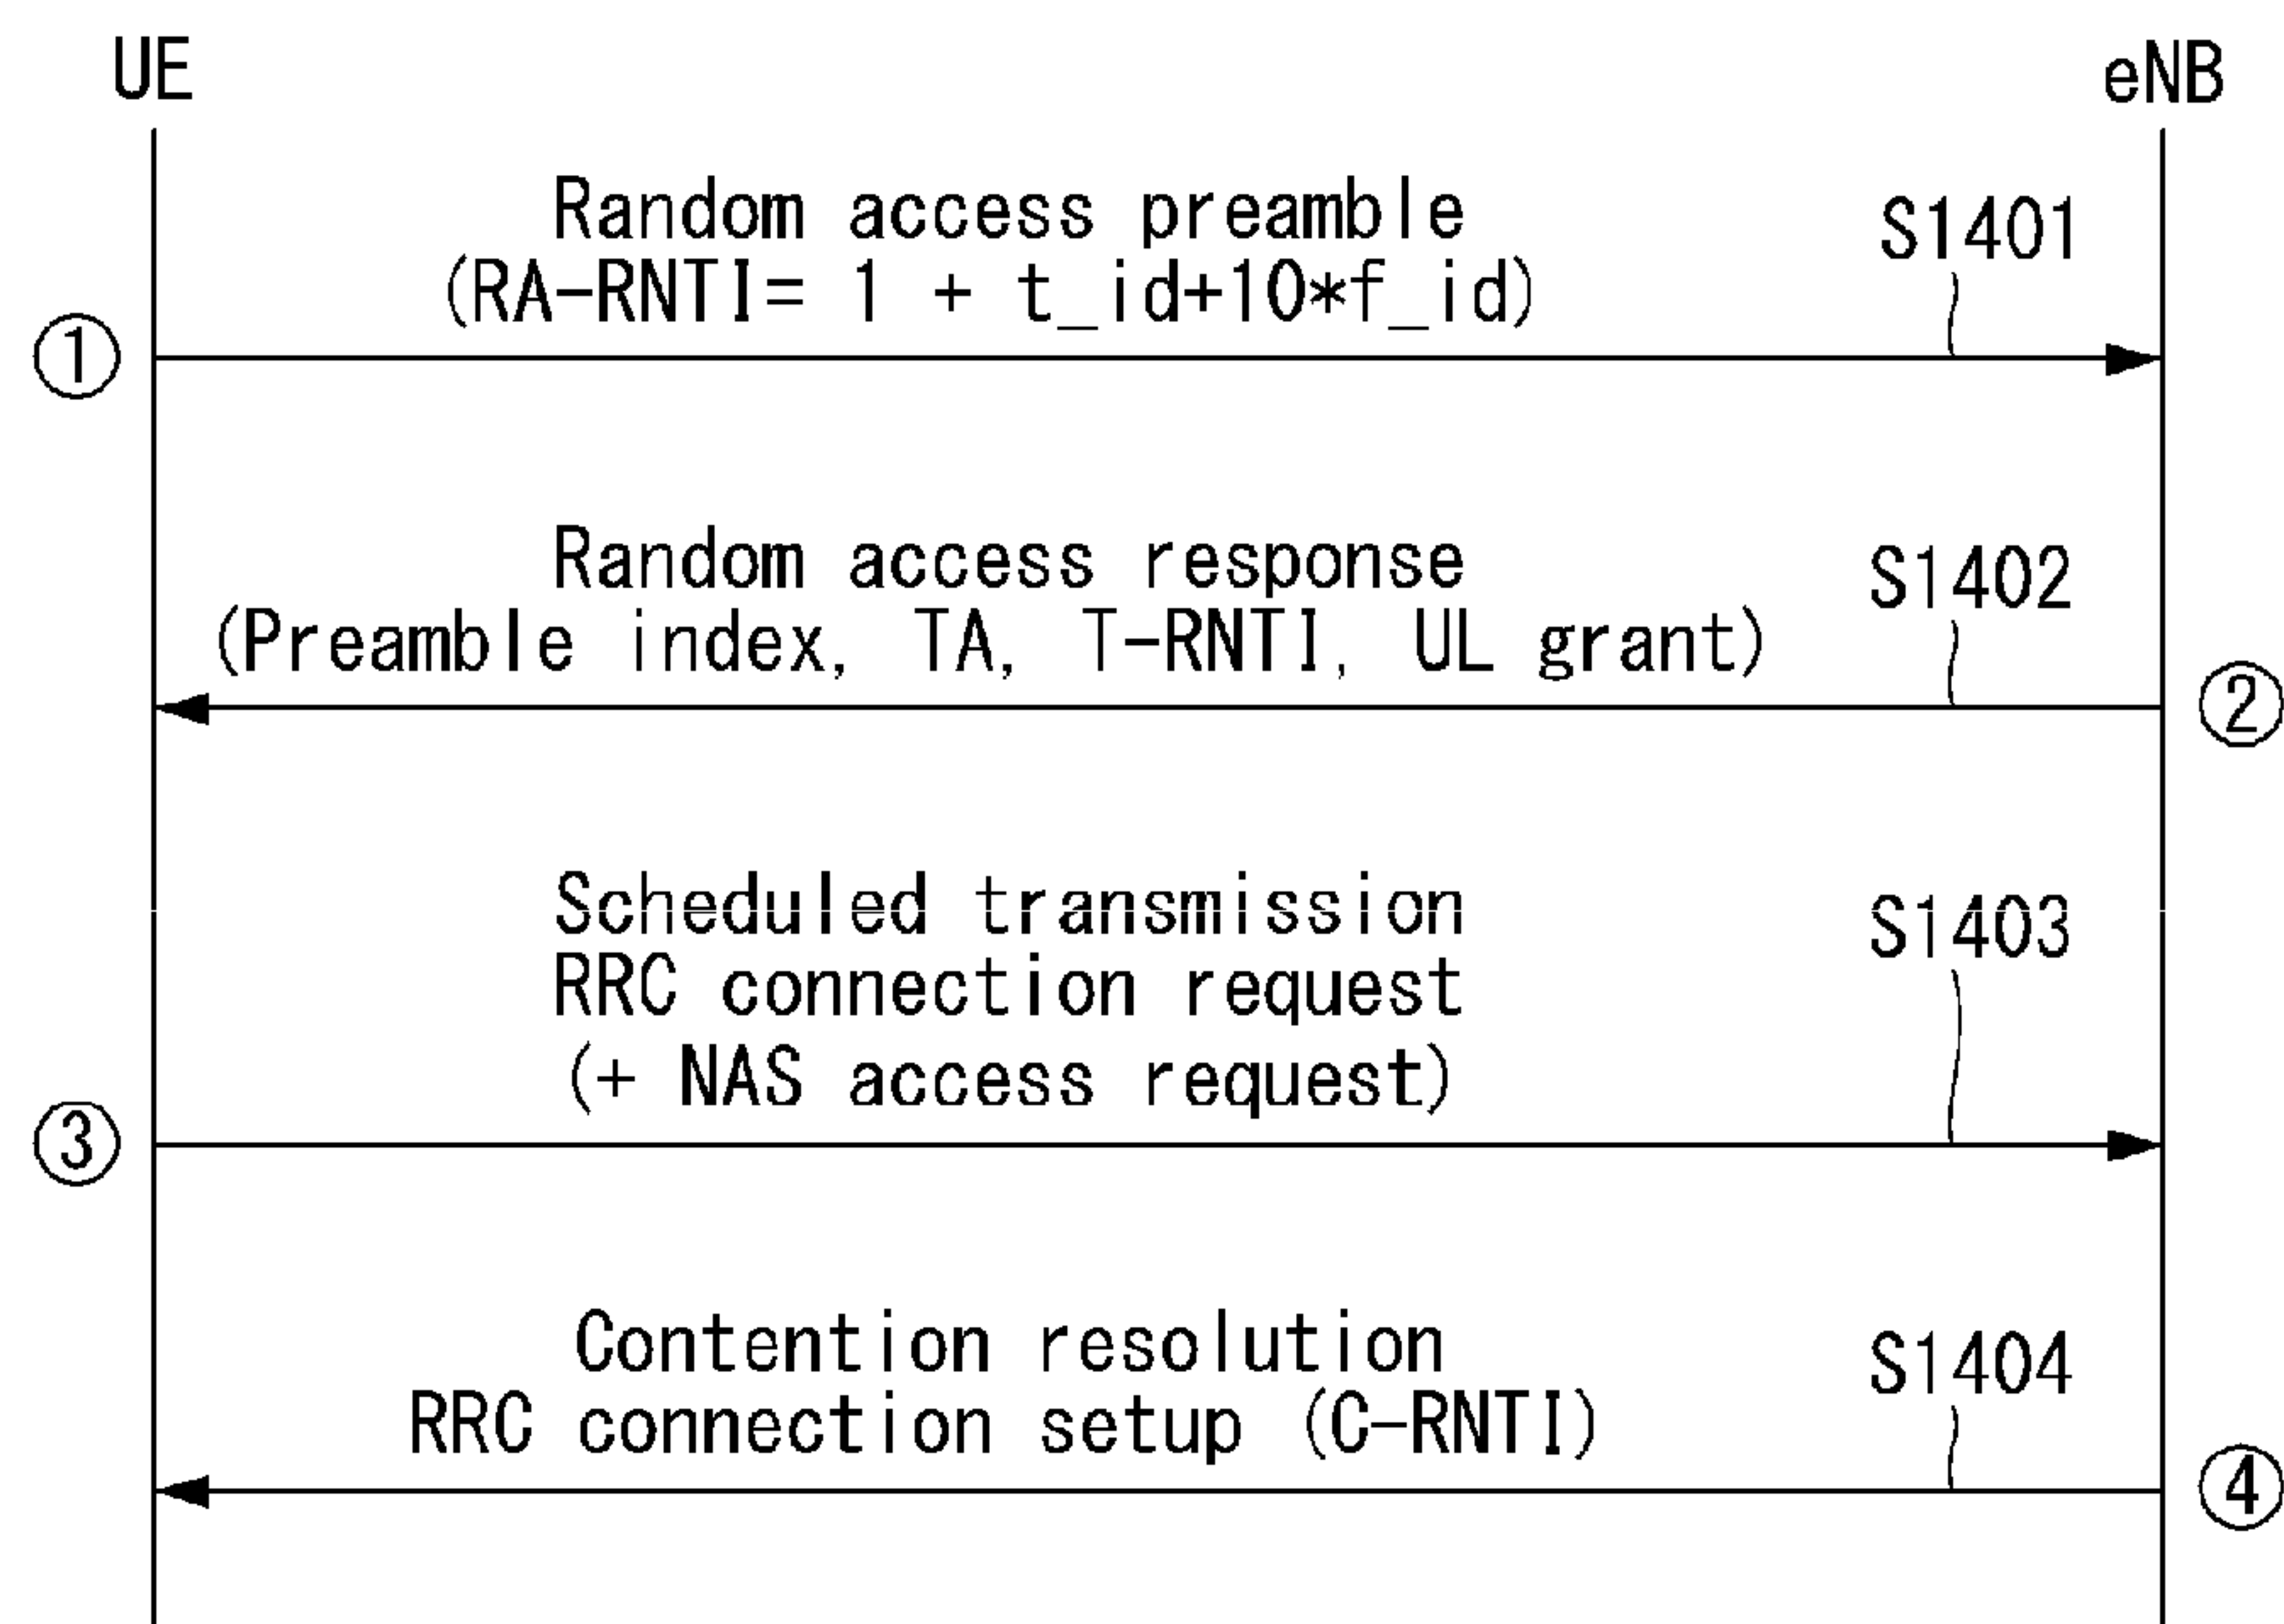 UE
eNB
Random access preamble
(RA-RNTI= 1 + t_id+10*f_id)
S1401
①
Random access response
(Preamble index, TA, T-RNTI, UL grant)
S1402
②
Scheduled transmission
RRC connection request
(+ NAS access request)
S1403
③
Contention resolution
RRC connection setup (C-RNTI)
S1404
④